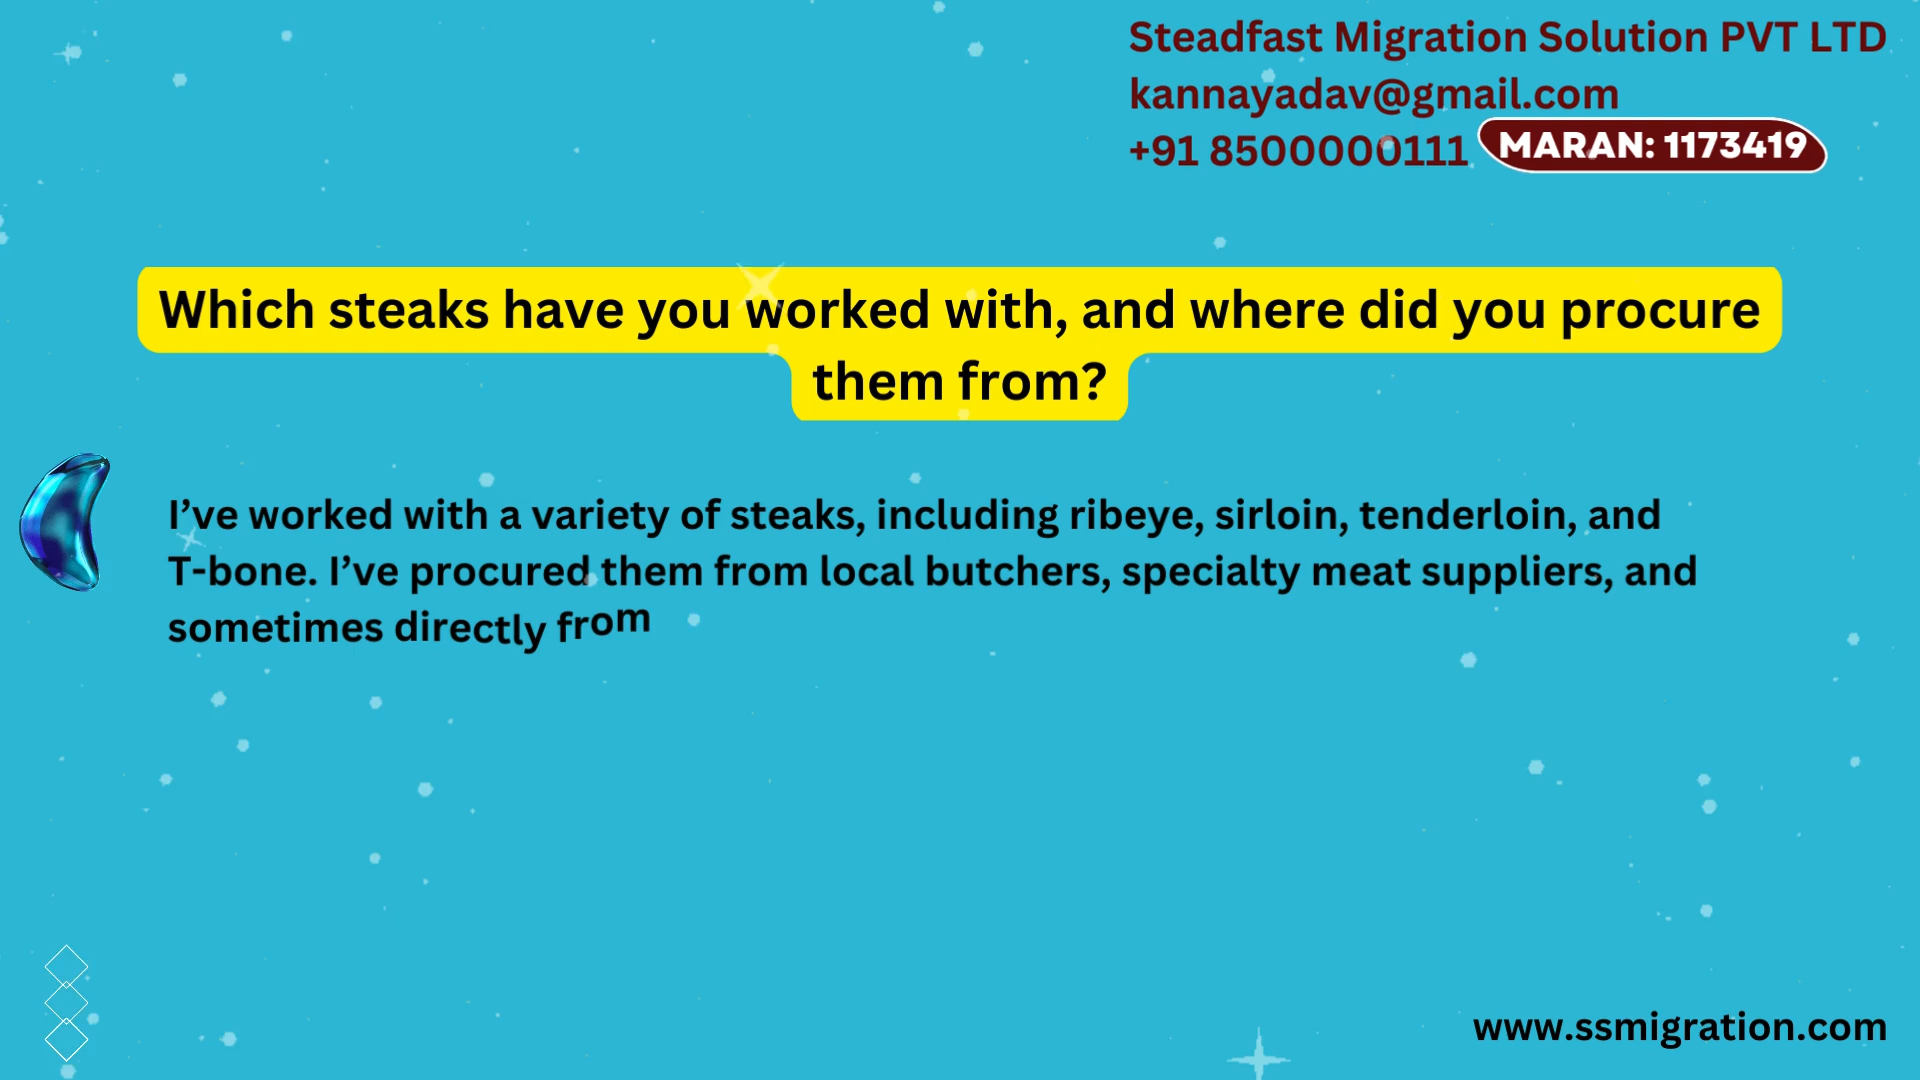 Steadfast Migration Solution PVT LTD
kannayadav@gmail.com
+91 8500000111 MARAN: 1173419
Which steaks have you worked with, and where did you procure
them from?
I’ve worked with a variety of steaks, including ribeye, sirloin, tenderloin, and
T-bone. I’ve procured them from local butchers, specialty meat suppliers, and
sometimes directly from
www.ssmigration.com